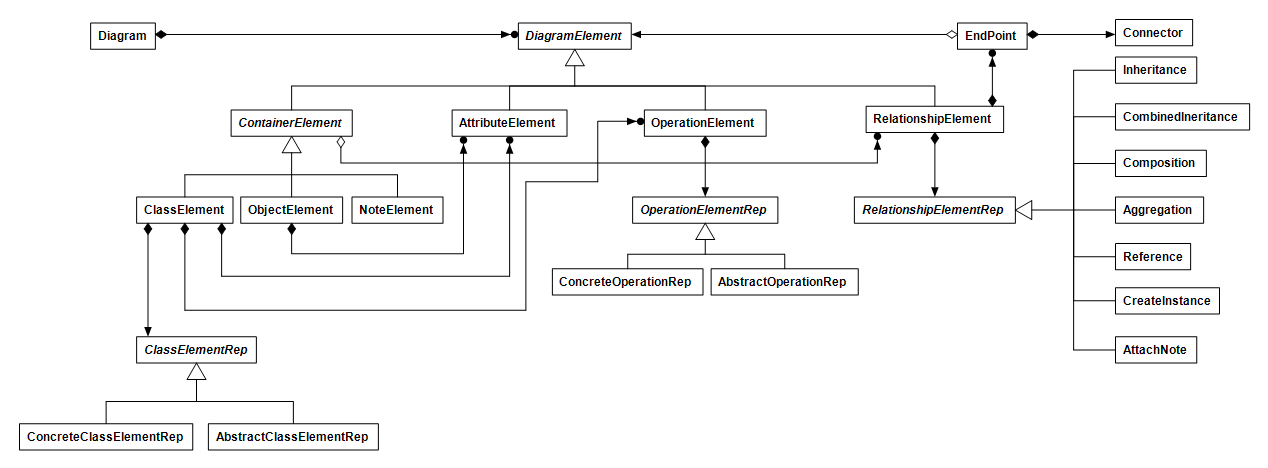 Diagram
DiagramElement
EndPoint
Connector
Inheritance
ContainerElement
AttributeElement
OperationElement
RelationshipElement
CombinedIneritance
Composition
ClassElement
ObjectElement
NoteElement
OperationElementRep
RelationshipElementRep
Aggregation
Reference
ConcreteOperationRep
AbstractOperationRep
CreateInstance
ClassElementRep
AttachNote
ConcreteClassElementRep
AbstractClassElementRep